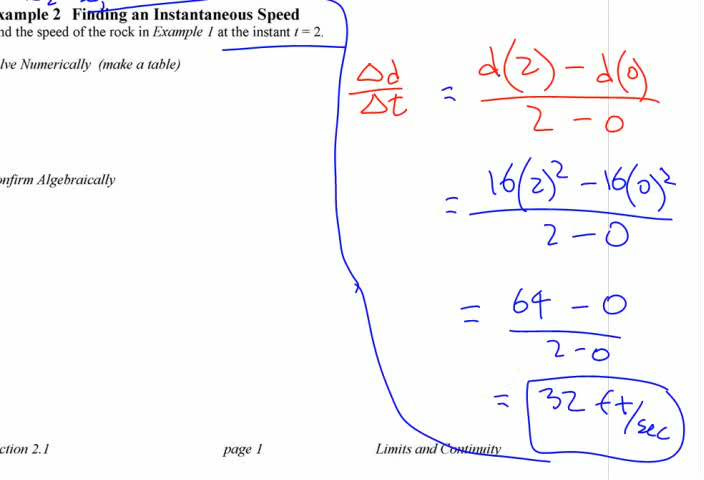 xample 2 Finding an Instantaneous Speed
nd the speed of the rock in Example 1 at the instant t = 2.
lve Numerically (make a table)
Δd/Δt = (d(2) − d(0))/(2 − 0)
nfirm Algebraically
= (16(2)² − 16(0)²)/(2 − 0)
= (64 − 0)/(2 - 0)
= 32 ft/sec
ction 2.1 page 1 Limits and Continuity